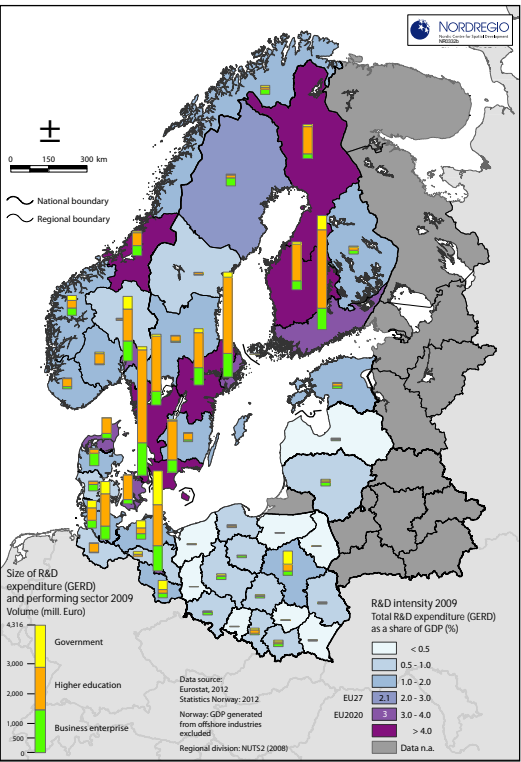 NORDREGIO
Nordic Centre for Spatial Development
±
0 150 300 km
National boundary
Regional boundary
Size of R&D
expenditure (GERD)
and performing sector 2009
Volume (mill. Euro)
4,316
3,000
2,000
1,000
500
0
Government
Higher education
Business enterprise
Data source:
Eurostat, 2012
Statistics Norway: 2012
Norway: GDP generated
from offshore industries
excluded
Regional division: NUTS2 (2008)
R&D intensity 2009
Total R&D expenditure (GERD)
as a share of GDP (%)
< 0.5
0.5 - 1.0
1.0 - 2.0
EU27 2.1 2.0 - 3.0
EU2020 3 3.0 - 4.0
> 4.0
Data n.a.